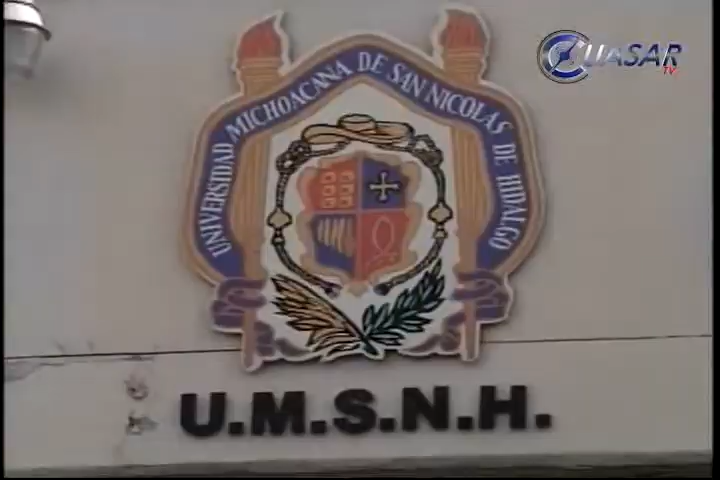 QUASAR
TV
UNIVERSIDAD MICHOACANA DE SAN NICOLAS DE HIDALGO
U.M.S.N.H.